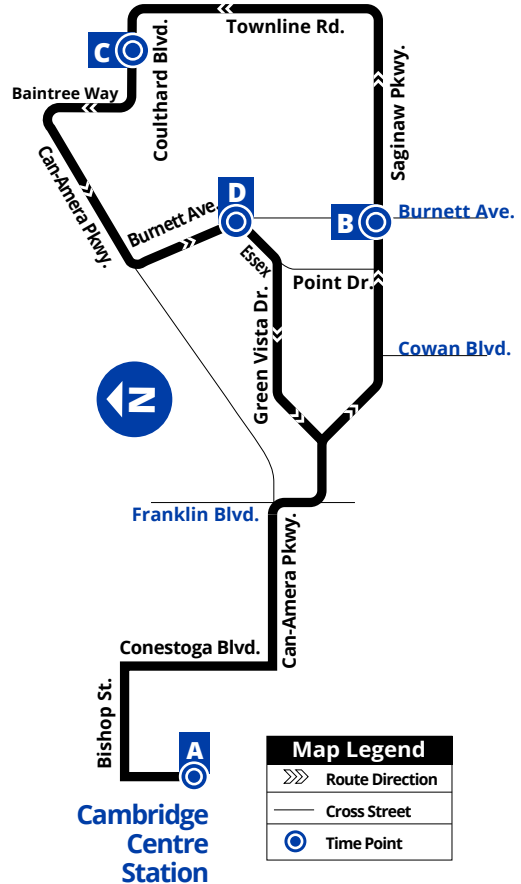 Townline Rd.
C
Coulthard Blvd.
Baintree Way
Saginaw Pkwy.
Can-Amera Pkwy.
D
Burnett Ave.
B
Burnett Ave.
Essex
Point Dr.
Green Vista Dr.
Cowan Blvd.
N
Franklin Blvd.
Can-Amera Pkwy.
Conestoga Blvd.
Bishop St.
A
Cambridge
Centre
Station
Map Legend
Route Direction
Cross Street
Time Point